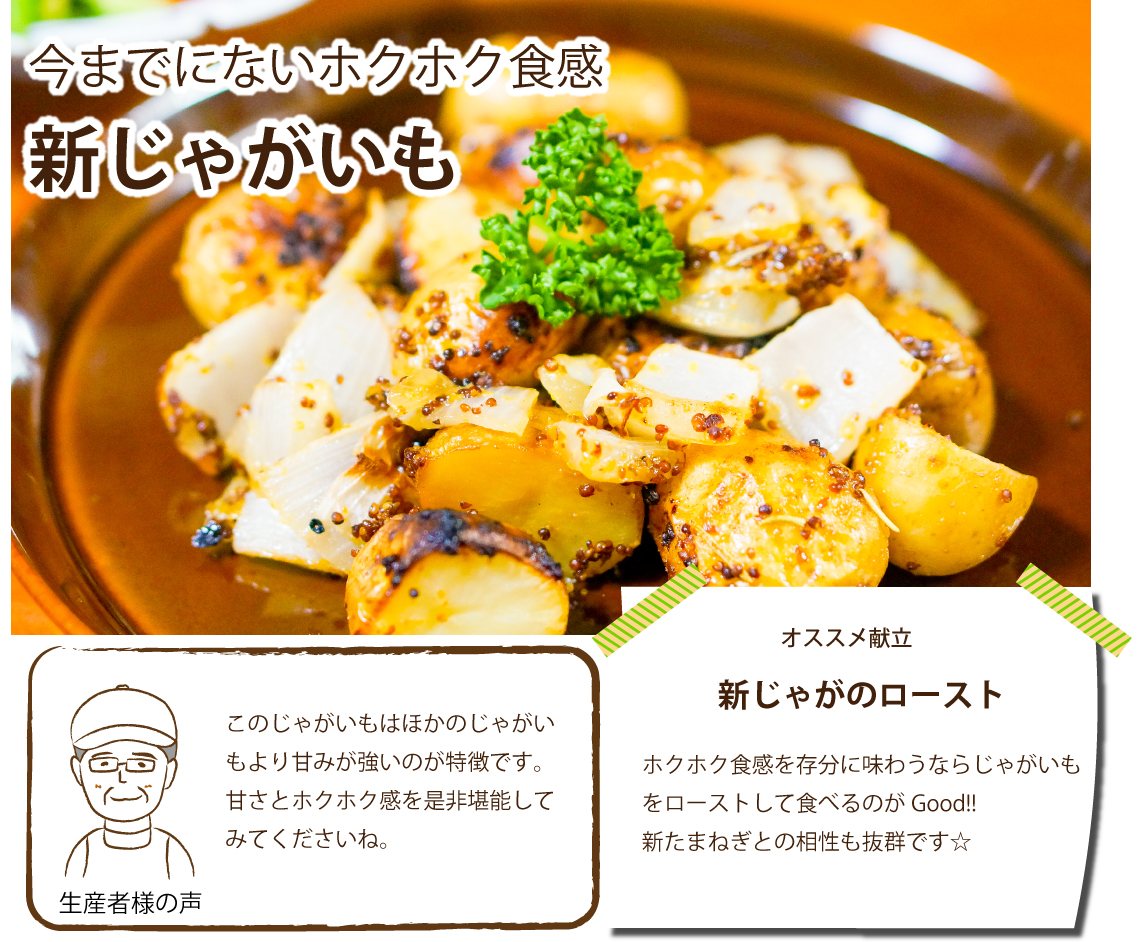 今までにないホクホク食感
新じゃがいも
このじゃがいもはほかのじゃがい
もより甘みが強いのが特徴です。
甘さとホクホク感を是非堪能して
みてくださいね。
生産者様の声
オススメ献立
新じゃがのロースト
ホクホク食感を存分に味わうならじゃがいも
をローストして食べるのが Good!!
新たまねぎとの相性も抜群です☆